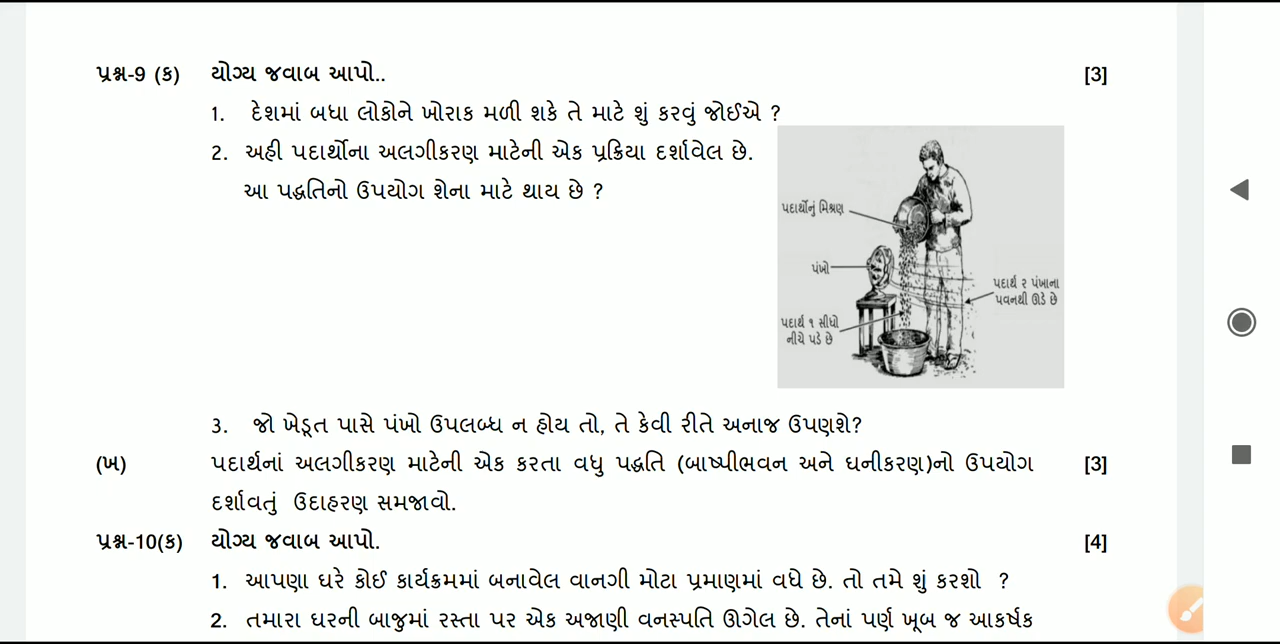 પ્રશ્ન-9 (ક) યોગ્ય જવાબ આપો.. [3]
1. દેશમાં બધા લોકોને ખોરાક મળી શકે તે માટે શું કરવું જોઈએ ?
2. અહી પદાર્થોના અલગીકરણ માટેની એક પ્રક્રિયા દર્શાવેલ છે.
આ પદ્ધતિનો ઉપયોગ શેના માટે થાય છે ?
પદાર્થોનું મિશ્રણ
પંખો
પદાર્થ ૨ પંખાના
પવનથી ઊડે છે
પદાર્થ ૧ સીધો
નીચે પડે છે
3. જો ખેડૂત પાસે પંખો ઉપલબ્ધ ન હોય તો, તે કેવી રીતે અનાજ ઉપણશે?
(ખ) પદાર્થનાં અલગીકરણ માટેની એક કરતા વધુ પદ્ધતિ (બાષ્પીભવન અને ઘનીકરણ)નો ઉપયોગ [3]
દર્શાવતું ઉદાહરણ સમજાવો.
પ્રશ્ન-10(ક) યોગ્ય જવાબ આપો. [4]
1. આપણા ઘરે કોઈ કાર્યક્રમમાં બનાવેલ વાનગી મોટા પ્રમાણમાં વધે છે. તો તમે શું કરશો ?
2. તમારા ઘરની બાજુમાં રસ્તા પર એક અજાણી વનસ્પતિ ઊગેલ છે. તેનાં પર્ણ ખૂબ જ આકર્ષક